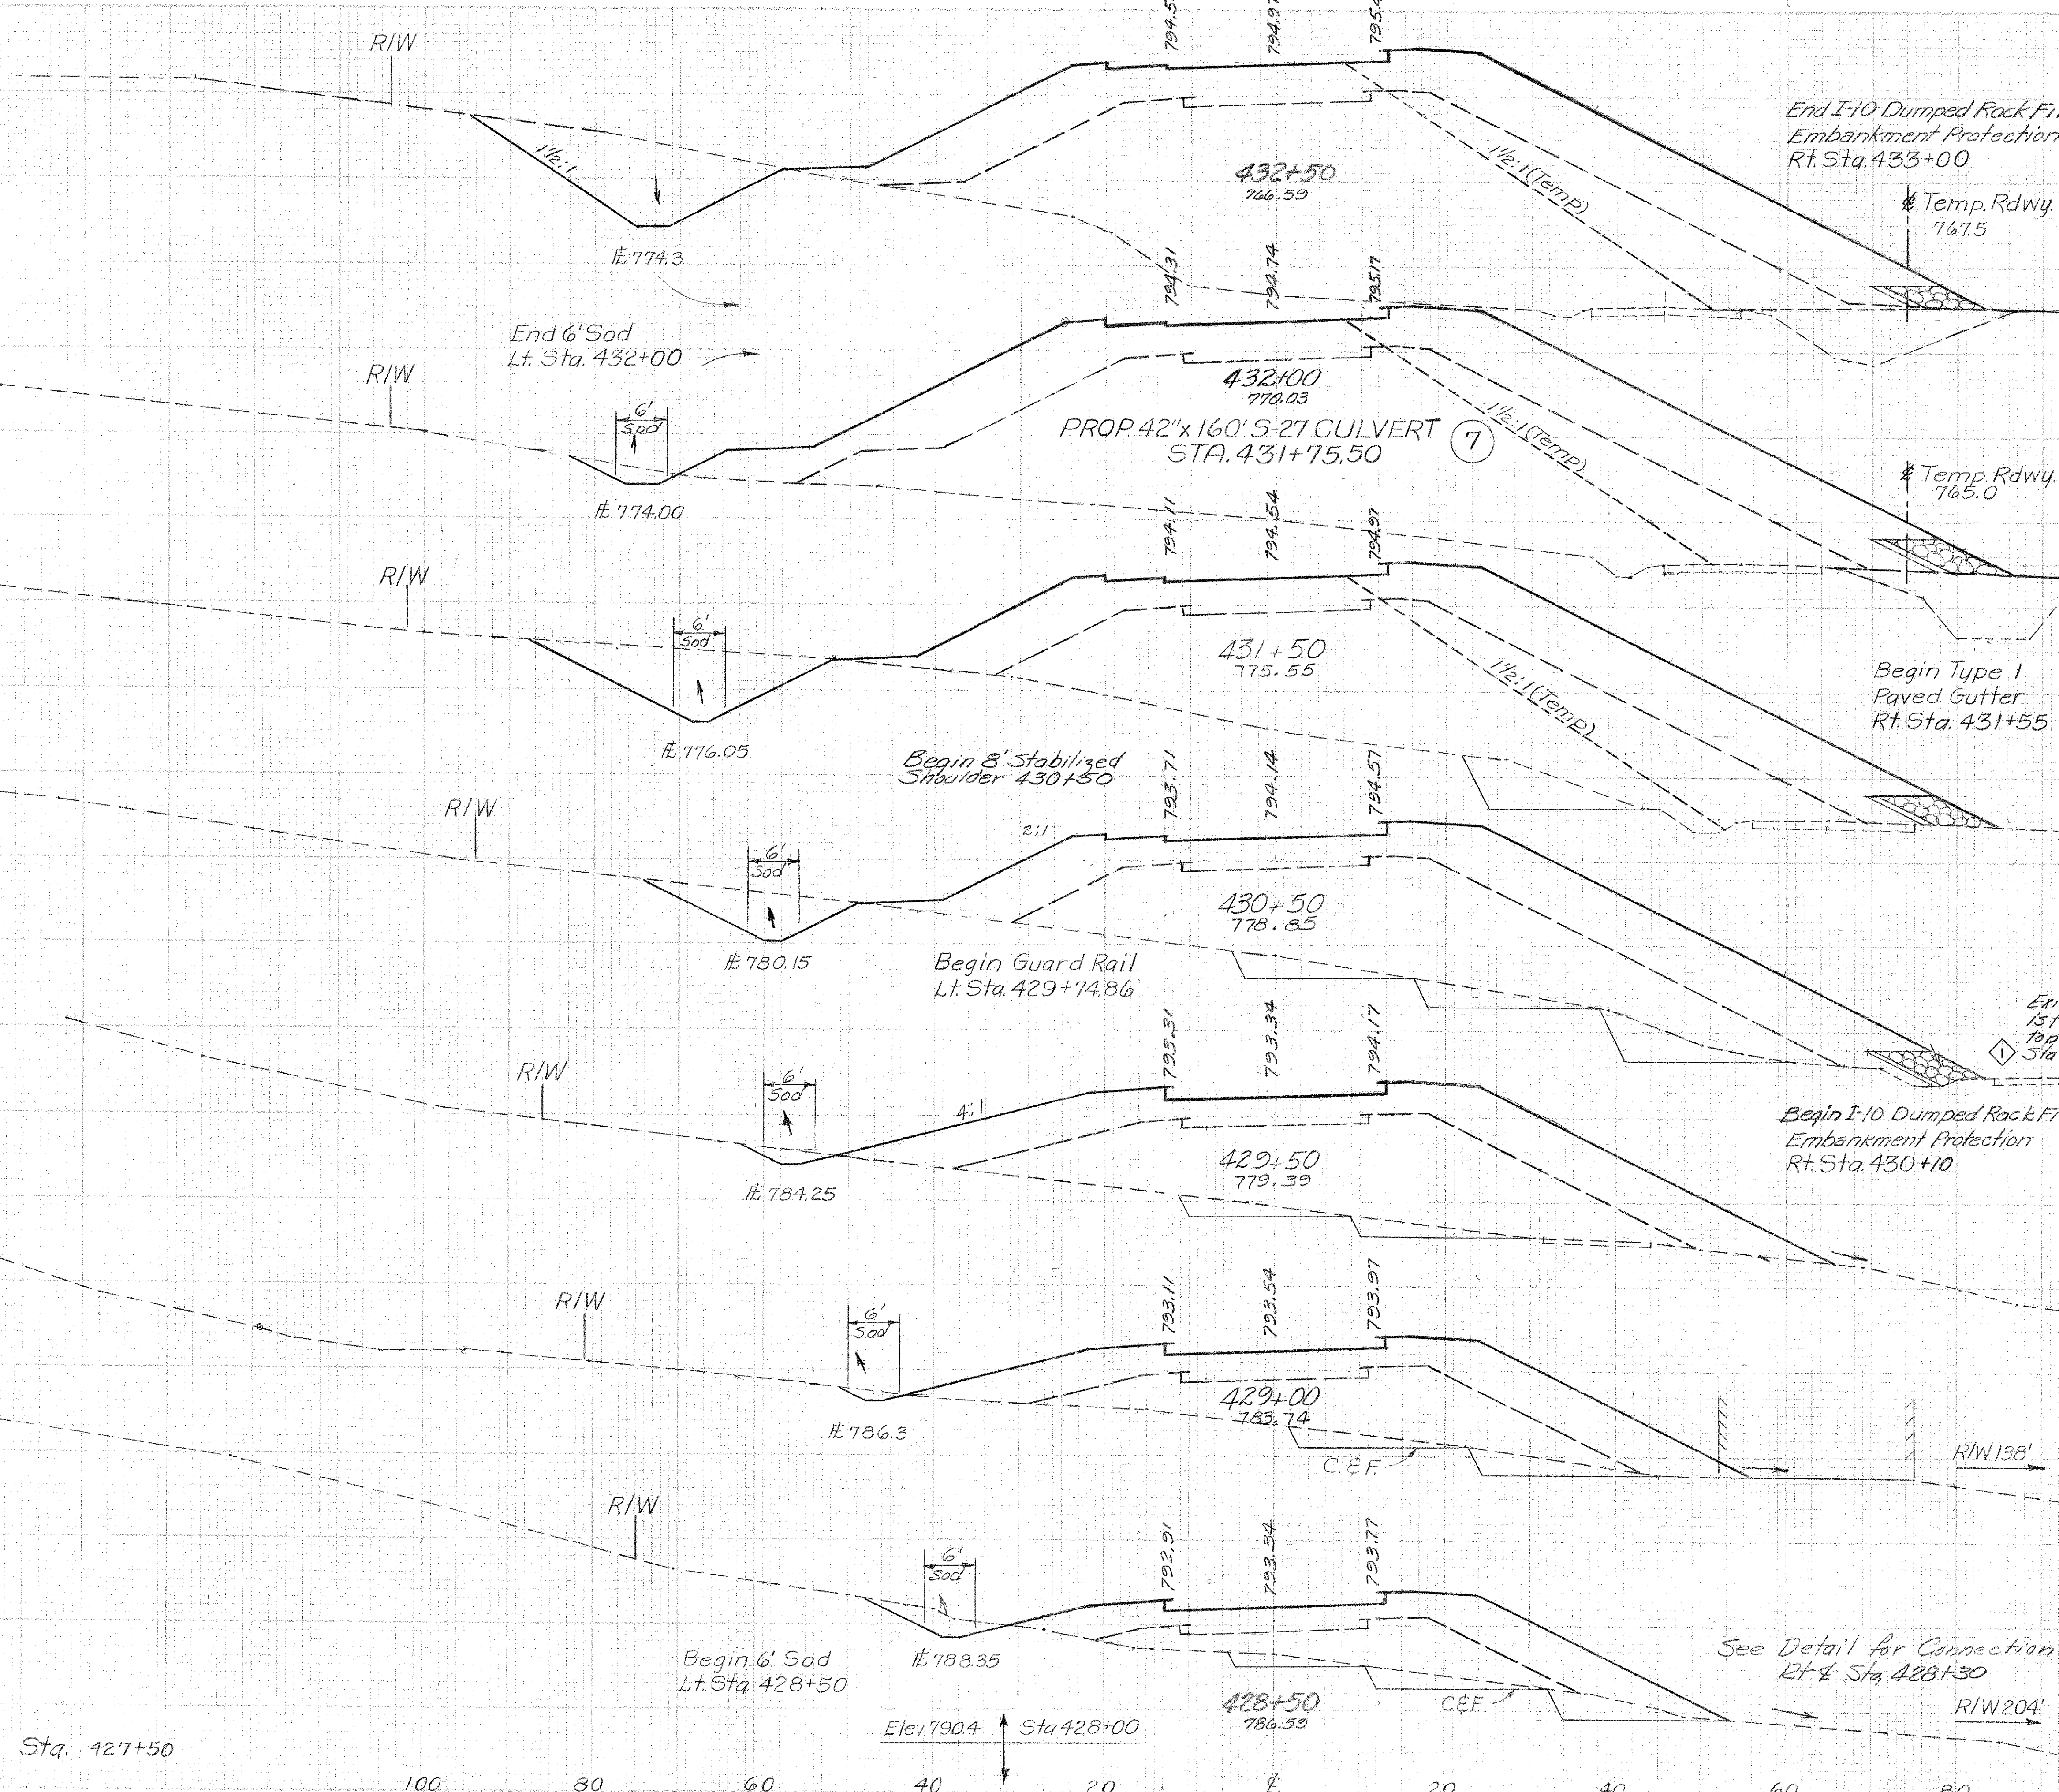 R/W
End I-10 Dumped Rock
Embankment Protection
Rt. Sta. 433+00
1½:1
432+50
766.59
1½:1 (Temp)
Temp. Rdwy.
767.5
℄ 774.3
794.31
794.74
795.17
End 6' Sod
Lt. Sta. 432+00
R/W
6'
Sod
432+00
770.03
PROP. 42"x 160' S-27 CULVERT
STA. 431+75.50
7
1½:1 (Temp)
Temp. Rdwy.
765.0
℄ 774.00
794.11
794.54
794.97
R/W
6'
Sod
431+50
775.55
1½:1 (Temp)
Begin Type 1
Paved Gutter
Rt. Sta. 431+55
℄ 776.05
Begin 8' Stabilized
Shoulder 430+50
793.71
794.14
794.57
R/W
2:1
6'
Sod
430+50
778.85
℄ 780.15
Begin Guard Rail
Lt. Sta. 429+74.86
793.31
793.34
794.17
1
R/W
6'
Sod
4:1
Begin I-10 Dumped Rock
Embankment Protection
Rt. Sta. 430+10
429+50
779.39
℄ 784.25
793.11
793.54
793.97
R/W
6'
Sod
429+00
783.74
℄ 786.3
C.&F.
R/W 138'
R/W
792.91
793.34
793.77
6'
Sod
Begin 6' Sod
Lt. Sta. 428+50
℄ 788.35
See Detail for Connection
Rt ℄ Sta. 428+30
428+50
786.59
C&F.
R/W 204'
Elev 790.4 Sta 428+00
Sta. 427+50
100 80 60 40 20 ℄ 20 40 60 80